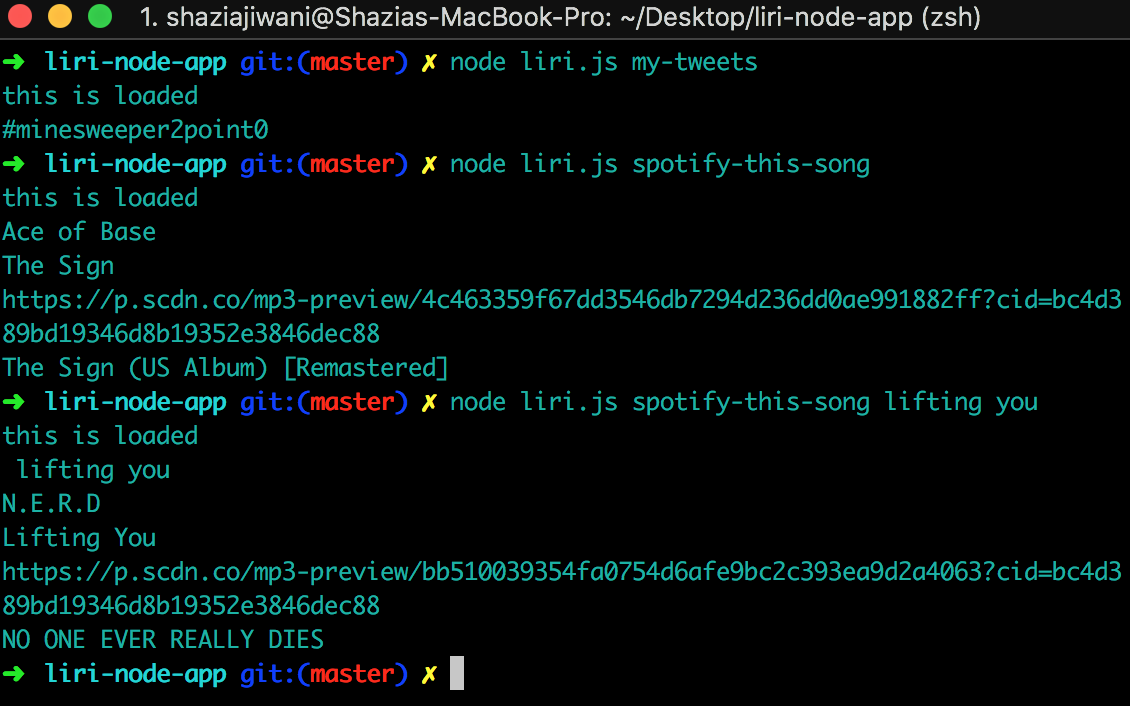 1. shaziajiwani@Shazias-MacBook-Pro: ~/Desktop/liri-node-app (zsh)
➜ liri-node-app git:(master) ✗ node liri.js my-tweets
this is loaded
#minesweeper2point0
➜ liri-node-app git:(master) ✗ node liri.js spotify-this-song
this is loaded
Ace of Base
The Sign
https://p.scdn.co/mp3-preview/4c463359f67dd3546db7294d236dd0ae991882ff?cid=bc4d3
89bd19346d8b19352e3846dec88
The Sign (US Album) [Remastered]
➜ liri-node-app git:(master) ✗ node liri.js spotify-this-song lifting you
this is loaded
 lifting you
N.E.R.D
Lifting You
https://p.scdn.co/mp3-preview/bb510039354fa0754d6afe9bc2c393ea9d2a4063?cid=bc4d3
89bd19346d8b19352e3846dec88
NO ONE EVER REALLY DIES
➜ liri-node-app git:(master) ✗